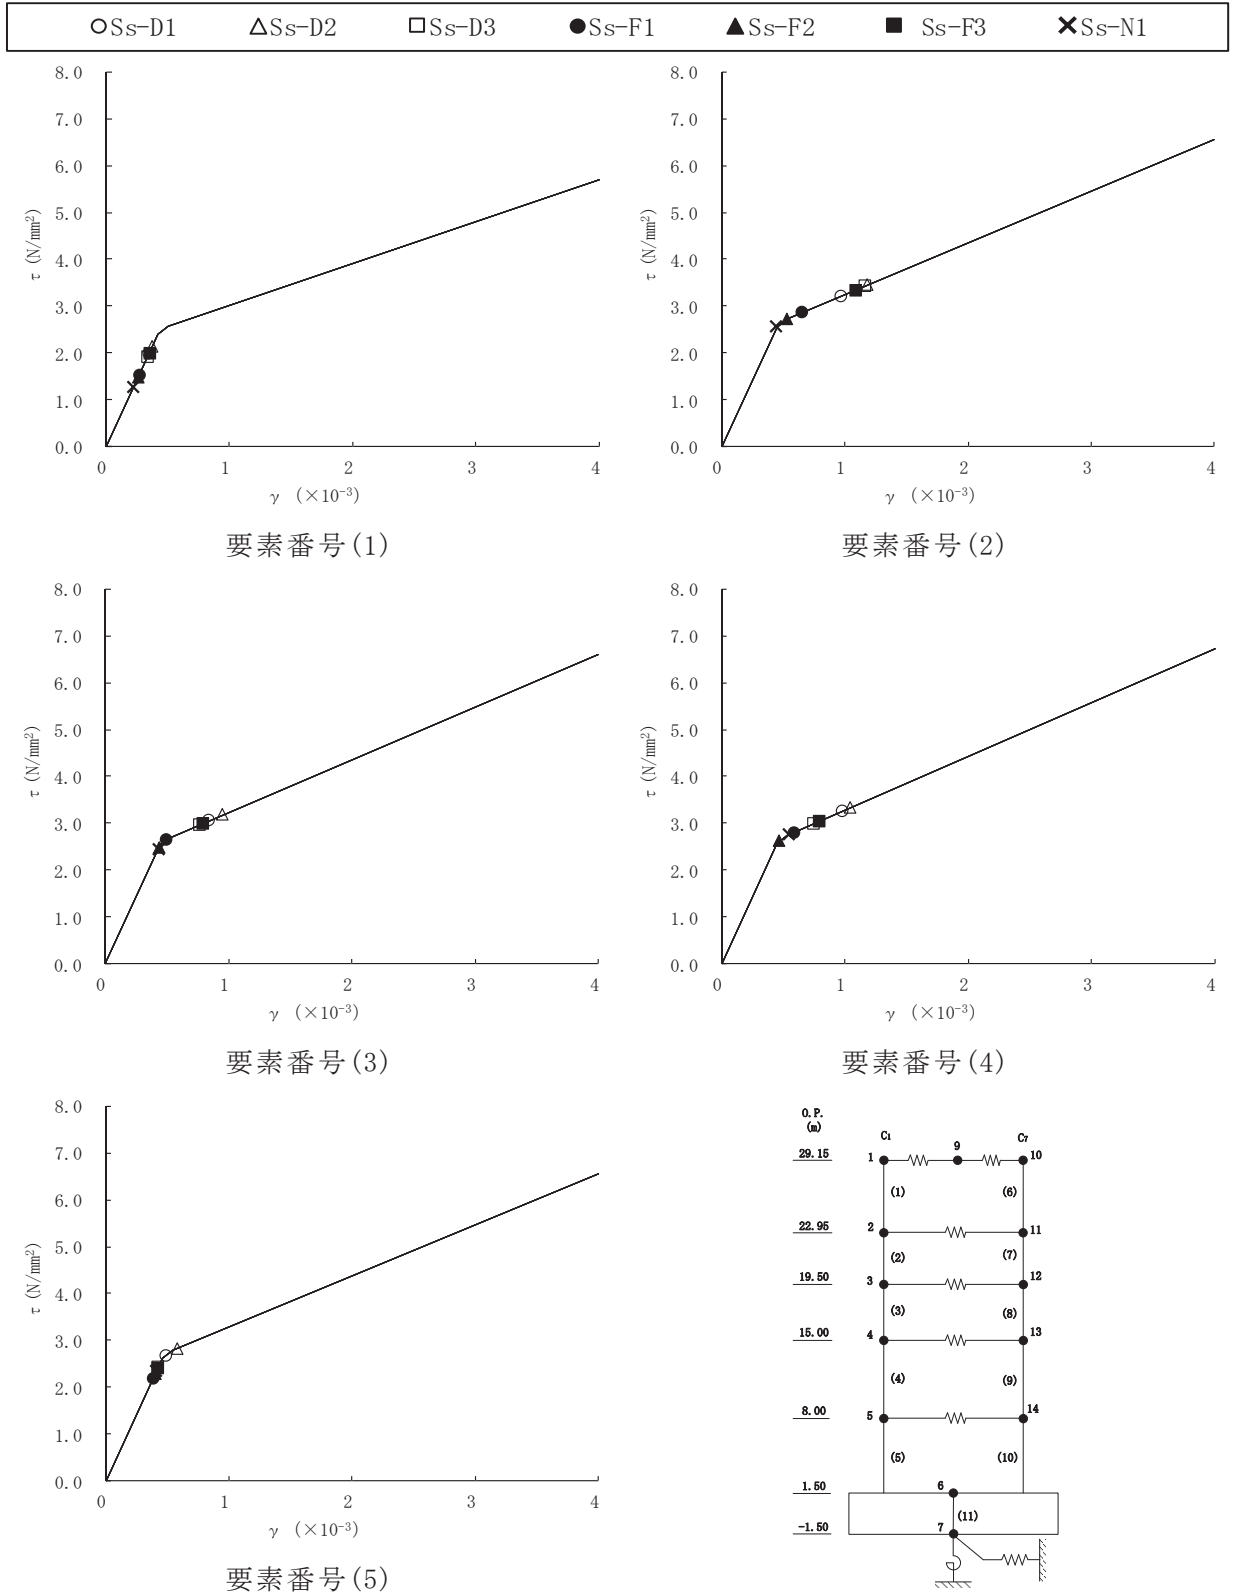 ○Ss-D1 △Ss-D2 □Ss-D3 ●Ss-F1 ▲Ss-F2 ■ Ss-F3 ×Ss-N1
8.0
7.0
6.0
5.0
4.0
3.0
2.0
1.0
0.0
τ (N/mm²)
0 1 2 3 4
γ (×10⁻³)
要素番号(1)
8.0
7.0
6.0
5.0
4.0
3.0
2.0
1.0
0.0
τ (N/mm²)
0 1 2 3 4
γ (×10⁻³)
要素番号(2)
8.0
7.0
6.0
5.0
4.0
3.0
2.0
1.0
0.0
τ (N/mm²)
0 1 2 3 4
γ (×10⁻³)
要素番号(3)
8.0
7.0
6.0
5.0
4.0
3.0
2.0
1.0
0.0
τ (N/mm²)
0 1 2 3 4
γ (×10⁻³)
要素番号(4)
8.0
7.0
6.0
5.0
4.0
3.0
2.0
1.0
0.0
τ (N/mm²)
0 1 2 3 4
γ (×10⁻³)
要素番号(5)
O.P.
(m)
C₁ C₇
29.15 1 9 10
(1) (6)
22.95 2 11
(2) (7)
19.50 3 12
(3) (8)
15.00 4 13
(4) (9)
8.00 5 14
(5) (10)
1.50 6
(11)
-1.50 7